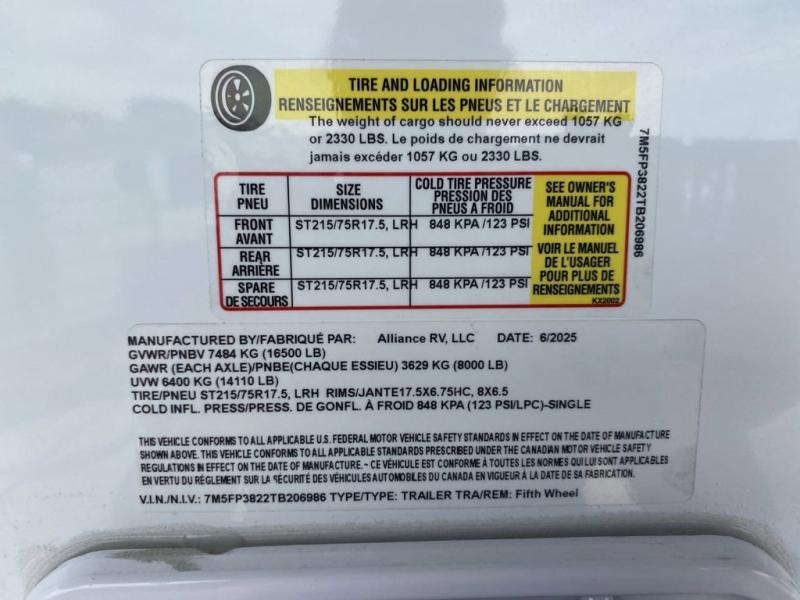 TIRE AND LOADING INFORMATION
RENSEIGNEMENTS SUR LES PNEUS ET LE CHARGEMENT
The weight of cargo should never exceed 1057 KG
or 2330 LBS. Le poids de chargement ne devrait
jamais excéder 1057 KG ou 2330 LBS.
7M5FP3822TB206986
TIRE PNEU SIZE DIMENSIONS COLD TIRE PRESSURE PRESSION DES PNEUS A FROID
FRONT AVANT ST215/75R17.5, LRH 848 KPA /123 PSI
REAR ARRIÈRE ST215/75R17.5, LRH 848 KPA /123 PSI
SPARE DE SECOURS ST215/75R17.5, LRH 848 KPA /123 PSI
SEE OWNER'S
MANUAL FOR
ADDITIONAL
INFORMATION
VOIR LE MANUEL
DE L'USAGER
POUR PLUS DE
RENSEIGNEMENTS
KX2002
MANUFACTURED BY/FABRIQUÉ PAR: Alliance RV, LLC DATE: 6/2025
GVWR/PNBV 7484 KG (16500 LB)
GAWR (EACH AXLE)/PNBE(CHAQUE ESSIEU) 3629 KG (8000 LB)
UVW 6400 KG (14110 LB)
TIRE/PNEU ST215/75R17.5, LRH RIMS/JANTE17.5X6.75HC, 8X6.5
COLD INFL. PRESS/PRESS. DE GONFL. À FROID 848 KPA (123 PSI/LPC)-SINGLE
THIS VEHICLE CONFORMS TO ALL APPLICABLE U.S. FEDERAL MOTOR VEHICLE SAFETY STANDARDS IN EFFECT ON THE DATE OF MANUFACTURE
SHOWN ABOVE. THIS VEHICLE CONFORMS TO ALL APPLICABLE STANDARDS PRESCRIBED UNDER THE CANADIAN MOTOR VEHICLE SAFETY
REGULATIONS IN EFFECT ON THE DATE OF MANUFACTURE.~ CE VÉHICULE EST CONFORME À TOUTES LES NORMES QUI LUI SONT APPLICABLES
EN VERTU DU RÈGLEMENT SUR LA SÉCURITÉ DES VÉHICULES AUTOMOBILES DU CANADA EN VIGUEUR À LA DATE DE SA FABRICATION.
V.I.N./N.I.V.: 7M5FP3822TB206986 TYPE/TYPE: TRAILER TRA/REM: Fifth Wheel